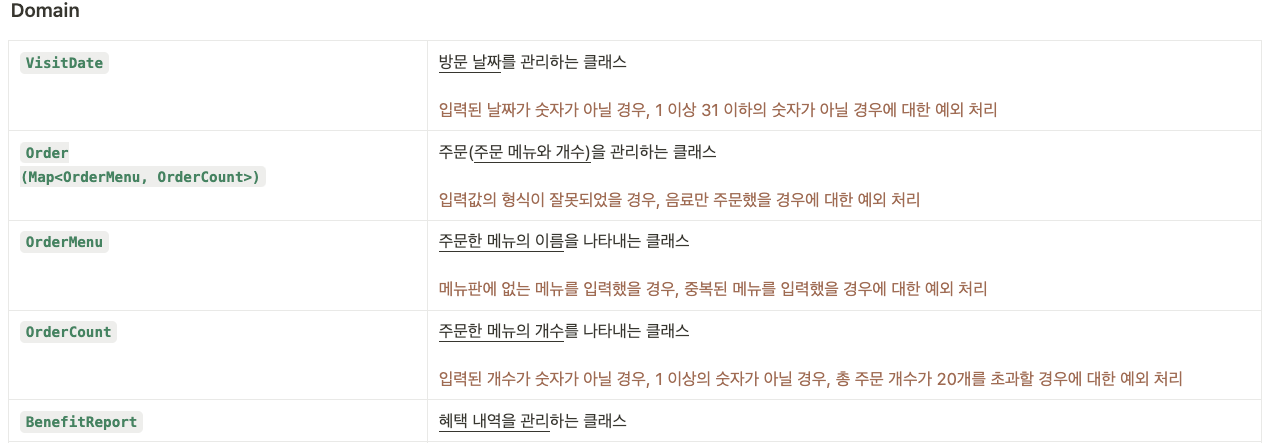 Domain
VisitDate
방문 날짜를 관리하는 클래스
입력된 날짜가 숫자가 아닐 경우, 1 이상 31 이하의 숫자가 아닐 경우에 대한 예외 처리
Order
(Map<OrderMenu, OrderCount>)
주문(주문 메뉴와 개수)을 관리하는 클래스
입력값의 형식이 잘못되었을 경우, 음료만 주문했을 경우에 대한 예외 처리
OrderMenu
주문한 메뉴의 이름을 나타내는 클래스
메뉴판에 없는 메뉴를 입력했을 경우, 중복된 메뉴를 입력했을 경우에 대한 예외 처리
OrderCount
주문한 메뉴의 개수를 나타내는 클래스
입력된 개수가 숫자가 아닐 경우, 1 이상의 숫자가 아닐 경우, 총 주문 개수가 20개를 초과할 경우에 대한 예외 처리
BenefitReport
혜택 내역을 관리하는 클래스